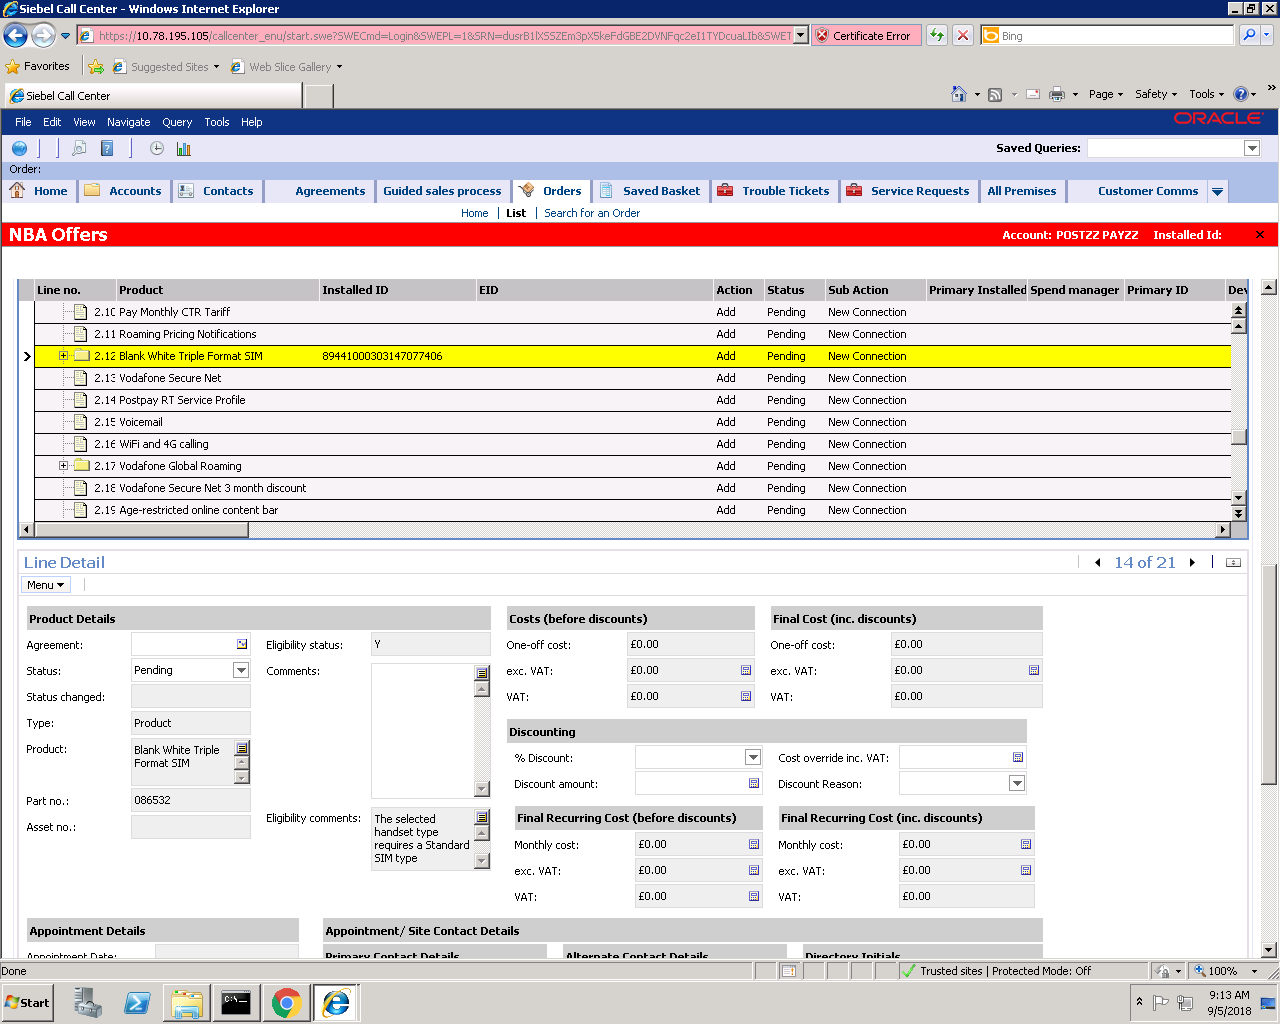 Siebel Call Center - Windows Internet Explorer
https://10.78.195.105/callcenter_enu/start.swe?SWECmd=Login&SWEPL=1&SRN=
Certificate Error
Bing
Favorites
Suggested Sites
Web Slice Gallery
Siebel Call Center
Page
Safety
Tools
File Edit View Navigate Query Tools Help
ORACLE
Saved Queries:
Order:
Home
Accounts
Contacts
Agreements
Guided sales process
Orders
Saved Basket
Trouble Tickets
Service Requests
All Premises
Customer Comms
Home | List | Search for an Order
NBA Offers
Account: POSTZZ PAYZZ Installed Id:
Line no. Product Installed ID EID Action Status Sub Action Primary Installed Spend manager Primary ID Dev
2.10 Pay Monthly CTR Tariff Add Pending New Connection
2.11 Roaming Pricing Notifications Add Pending New Connection
2.12 Blank White Triple Format SIM 89441000303147077406 Add Pending New Connection
2.13 Vodafone Secure Net Add Pending New Connection
2.14 Postpay RT Service Profile Add Pending New Connection
2.15 Voicemail Add Pending New Connection
2.16 WiFi and 4G calling Add Pending New Connection
2.17 Vodafone Global Roaming Add Pending New Connection
2.18 Vodafone Secure Net 3 month discount Add Pending New Connection
2.19 Age-restricted online content bar Add Pending New Connection
Line Detail
14 of 21
Menu
Product Details
Agreement:
Status: Pending
Status changed:
Type: Product
Product: Blank White Triple
Format SIM
Part no.: 086532
Asset no.:
Eligibility status: Y
Comments:
Eligibility comments: The selected
handset type
requires a Standard
SIM type
Costs (before discounts)
One-off cost: £0.00
exc. VAT: £0.00
VAT: £0.00
Final Cost (inc. discounts)
One-off cost: £0.00
exc. VAT: £0.00
VAT: £0.00
Discounting
% Discount:
Discount amount:
Cost override inc. VAT:
Discount Reason:
Final Recurring Cost (before discounts)
Monthly cost: £0.00
exc. VAT: £0.00
VAT: £0.00
Final Recurring Cost (inc. discounts)
Monthly cost: £0.00
exc. VAT: £0.00
VAT: £0.00
Appointment Details
Appointment Date:
Appointment/ Site Contact Details
Primary Contact Details
Alternate Contact Details
Directory Initials
Done
Trusted sites | Protected Mode: Off
100%
Start
C:\
9:13 AM
9/5/2018